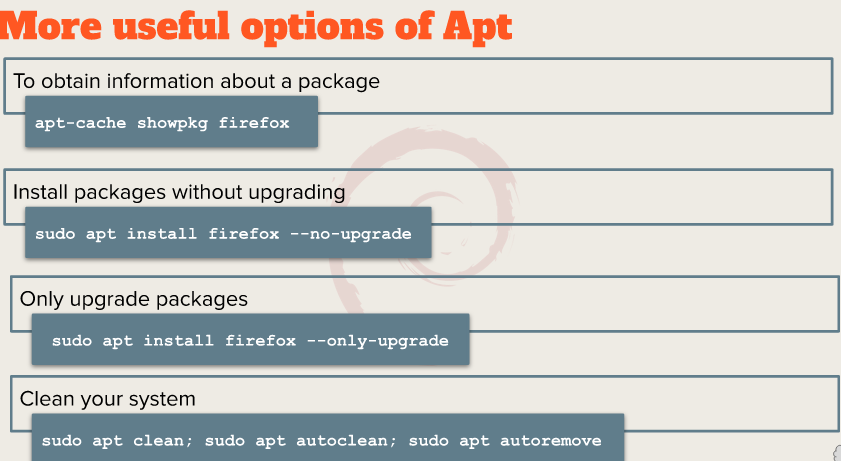 More useful options of Apt
To obtain information about a package
apt-cache showpkg firefox
Install packages without upgrading
sudo apt install firefox --no-upgrade
Only upgrade packages
sudo apt install firefox --only-upgrade
Clean your system
sudo apt clean; sudo apt autoclean; sudo apt autoremove